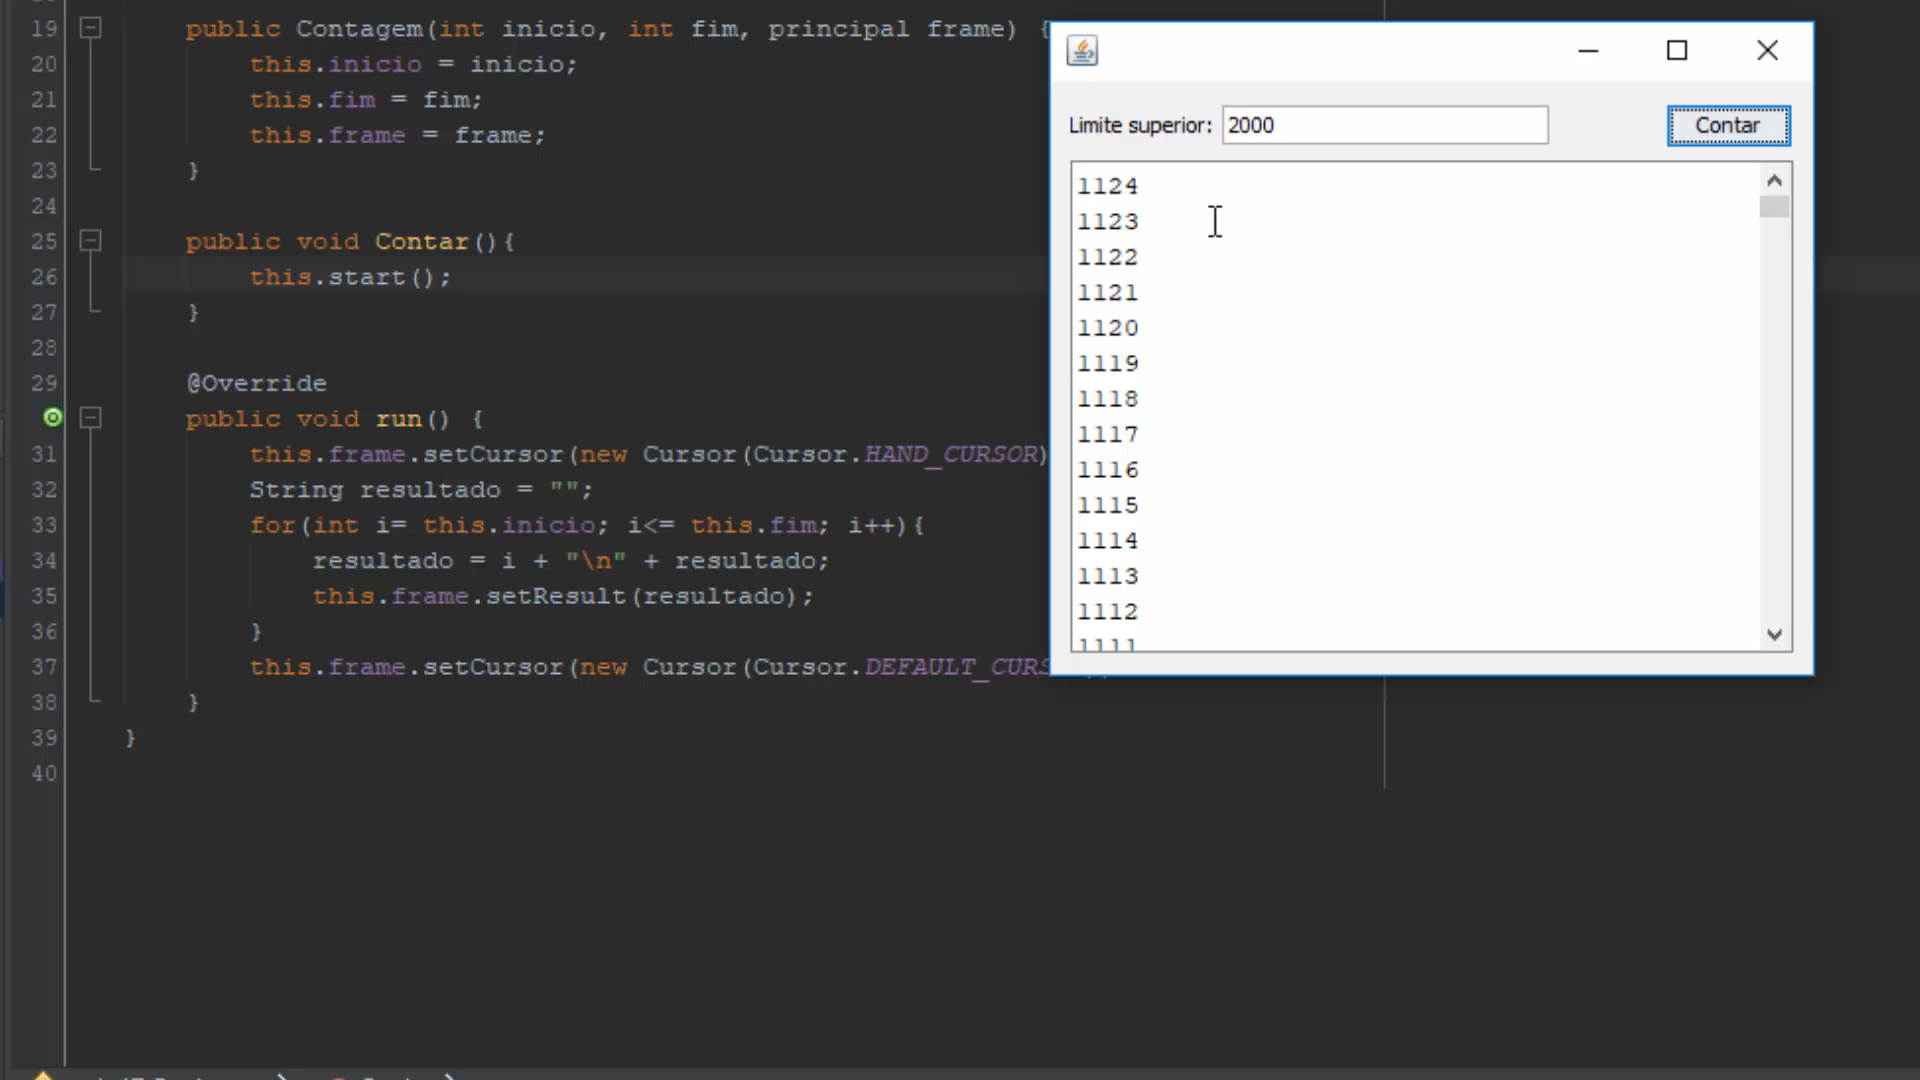 19 public Contagem(int inicio, int fim, principal frame) {
20 this.inicio = inicio;
21 this.fim = fim;
22 this.frame = frame;
23 }
24
25 public void Contar(){
26 this.start();
27 }
28
29 @Override
public void run() {
31 this.frame.setCursor(new Cursor(Cursor.HAND_CURSOR)
32 String resultado = "";
33 for(int i= this.inicio; i<= this.fim; i++){
34 resultado = i + "\n" + resultado;
35 this.frame.setResult(resultado);
36 }
37 this.frame.setCursor(new Cursor(Cursor.DEFAULT_CURS
38 }
39 }
40
Limite superior: 2000 Contar
1124
1123
1122
1121
1120
1119
1118
1117
1116
1115
1114
1113
1112
1111